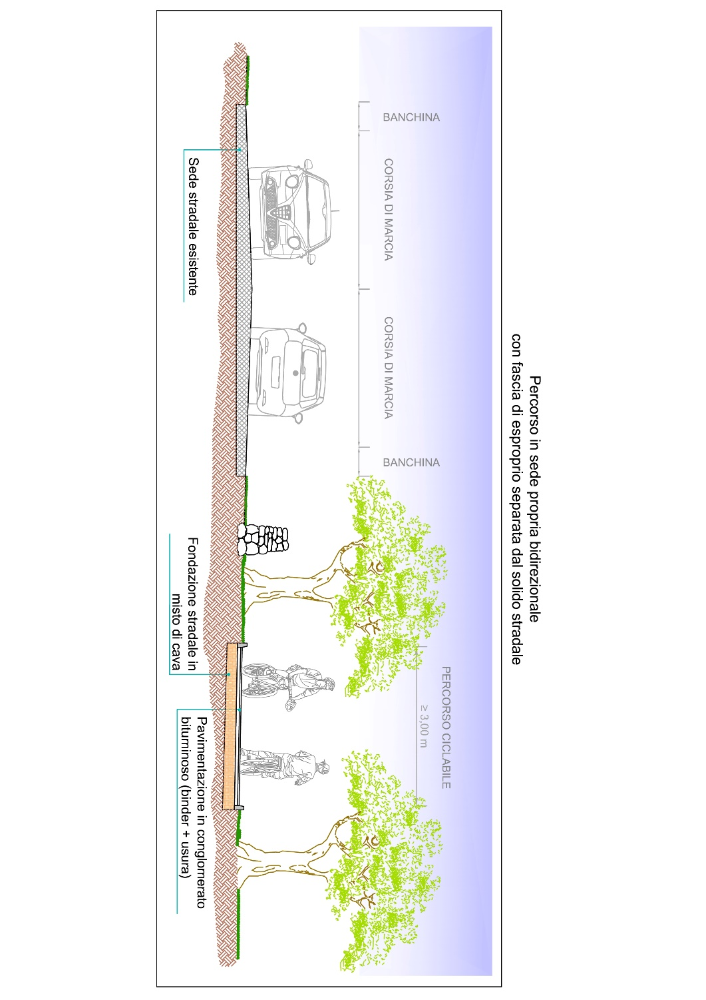 Percorso in sede propria bidirezionale
con fascia di esproprio separata dal solido stradale
BANCHINA
CORSIA DI MARCIA
CORSIA DI MARCIA
BANCHINA
PERCORSO CICLABILE
≥ 3,00 m
Sede stradale esistente
Fondazione stradale in
misto di cava
Pavimentazione in conglomerato
bituminoso (binder + usura)